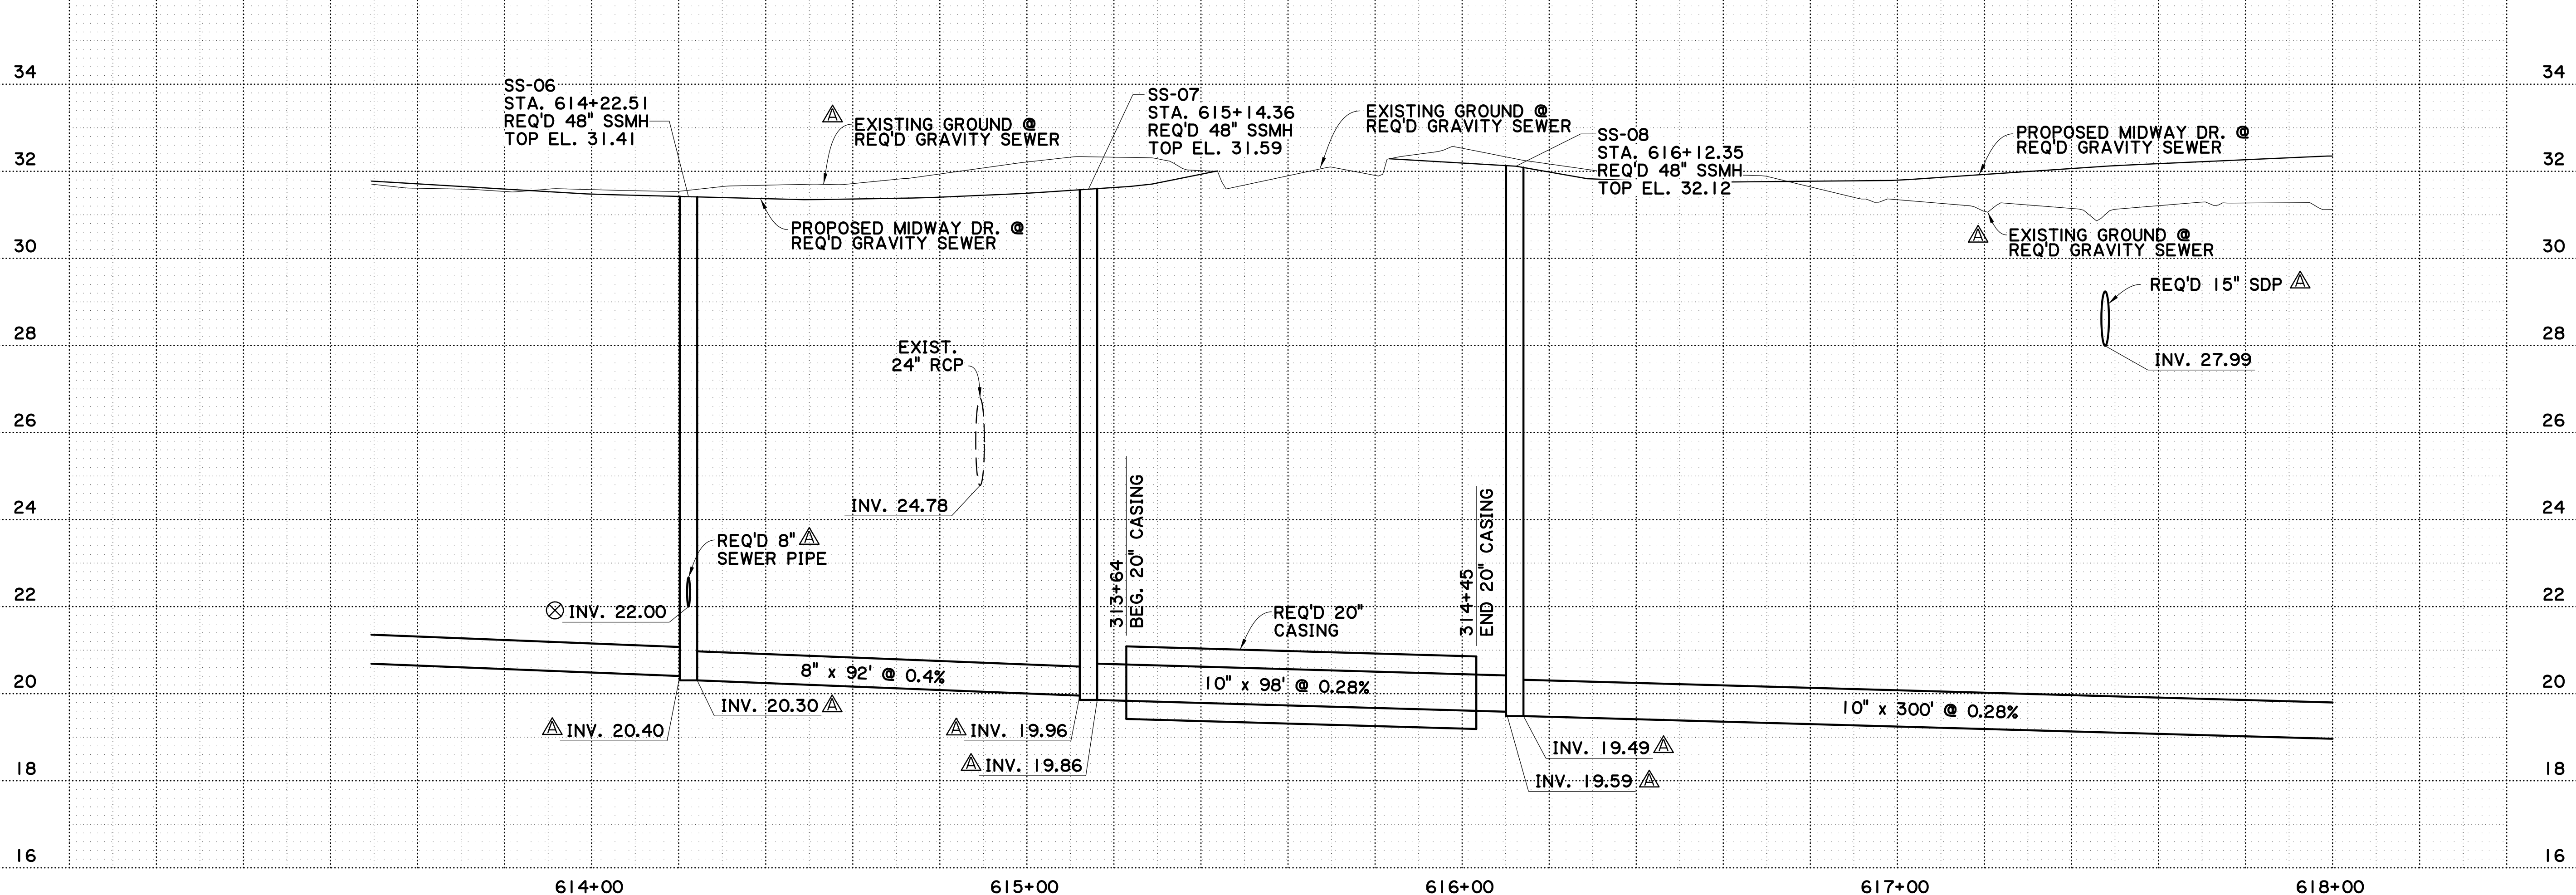 34
34
32
32
30
30
28
28
26
26
24
24
22
22
20
20
18
18
16
16
SS-06
STA. 614+22.51
REQ'D 48" SSMH
TOP EL. 31.41
A
EXISTING GROUND @
REQ'D GRAVITY SEWER
PROPOSED MIDWAY DR. @
REQ'D GRAVITY SEWER
SS-07
STA. 615+14.36
REQ'D 48" SSMH
TOP EL. 31.59
EXISTING GROUND @
REQ'D GRAVITY SEWER
SS-08
STA. 616+12.35
REQ'D 48" SSMH
TOP EL. 32.12
PROPOSED MIDWAY DR. @
REQ'D GRAVITY SEWER
A
EXISTING GROUND @
REQ'D GRAVITY SEWER
REQ'D 15" SDP A
INV. 27.99
EXIST.
24" RCP
INV. 24.78
REQ'D 8" A
SEWER PIPE
INV. 22.00
313+64
BEG. 20" CASING
314+45
END 20" CASING
REQ'D 20"
CASING
8" x 92' @ 0.4%
10" x 98' @ 0.28%
10" x 300' @ 0.28%
A INV. 20.40
INV. 20.30 A
A INV. 19.96
A INV. 19.86
INV. 19.49 A
INV. 19.59 A
614+00
615+00
616+00
617+00
618+00